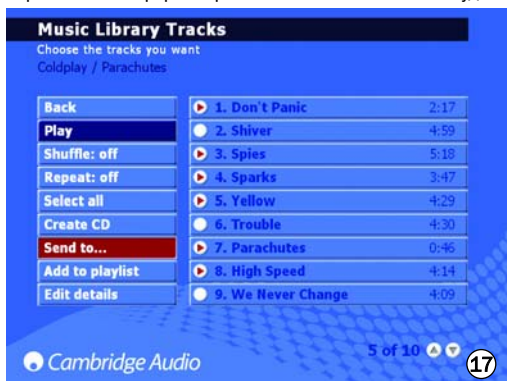 Music Library Tracks
Choose the tracks you want
Coldplay / Parachutes
Back
Play
Shuffle: off
Repeat: off
Select all
Create CD
Send to...
Add to playlist
Edit details
1. Don't Panic 2:17
2. Shiver 4:59
3. Spies 5:18
4. Sparks 3:47
5. Yellow 4:29
6. Trouble 4:30
7. Parachutes 0:46
8. High Speed 4:14
9. We Never Change 4:09
5 of 10
Cambridge Audio
17